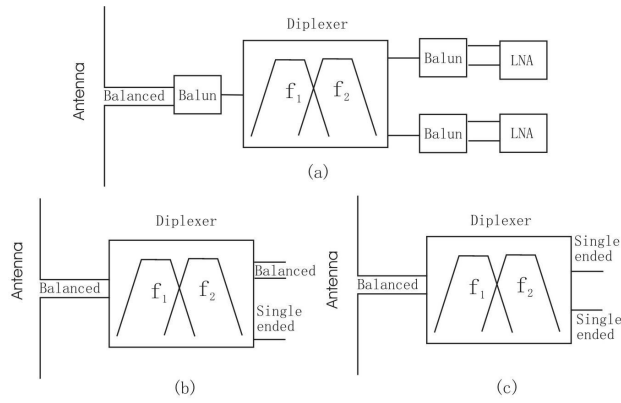 Diplexer
Antenna
Balanced
Balun
f1
f2
Balun
LNA
Balun
LNA
(a)
Diplexer
Antenna
Balanced
f1
f2
Balanced
Single
ended
(b)
Diplexer
Antenna
Balanced
f1
f2
Single
ended
Single
ended
(c)